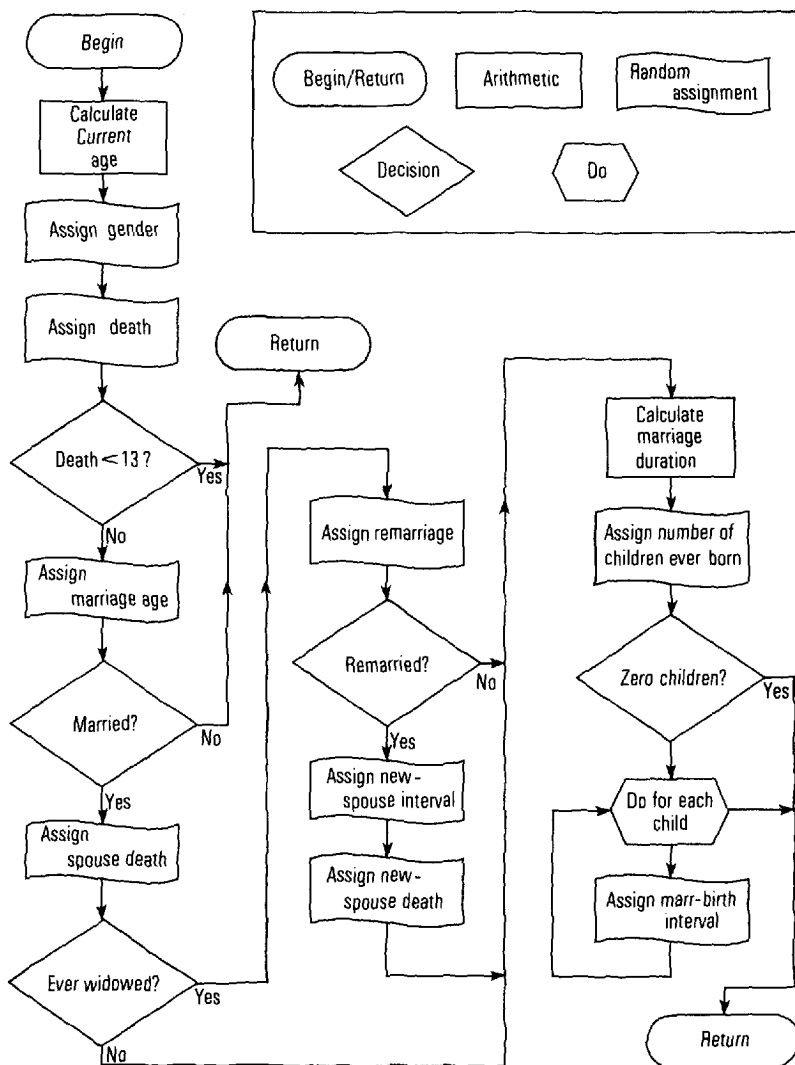 Begin
Calculate
Current
age
Assign gender
Assign death
Death < 13?
Yes
No
Assign
marriage age
Married?
No
Yes
Assign
spouse death
Ever widowed?
Yes
No
Begin/Return
Arithmetic
Random
assignment
Decision
Do
Return
Assign remarriage
Remarried?
No
Yes
Assign new-
spouse interval
Assign new-
spouse death
Calculate
marriage
duration
Assign number of
children ever born
Zero children?
Yes
Do for each
child
Assign marr-birth
interval
Return